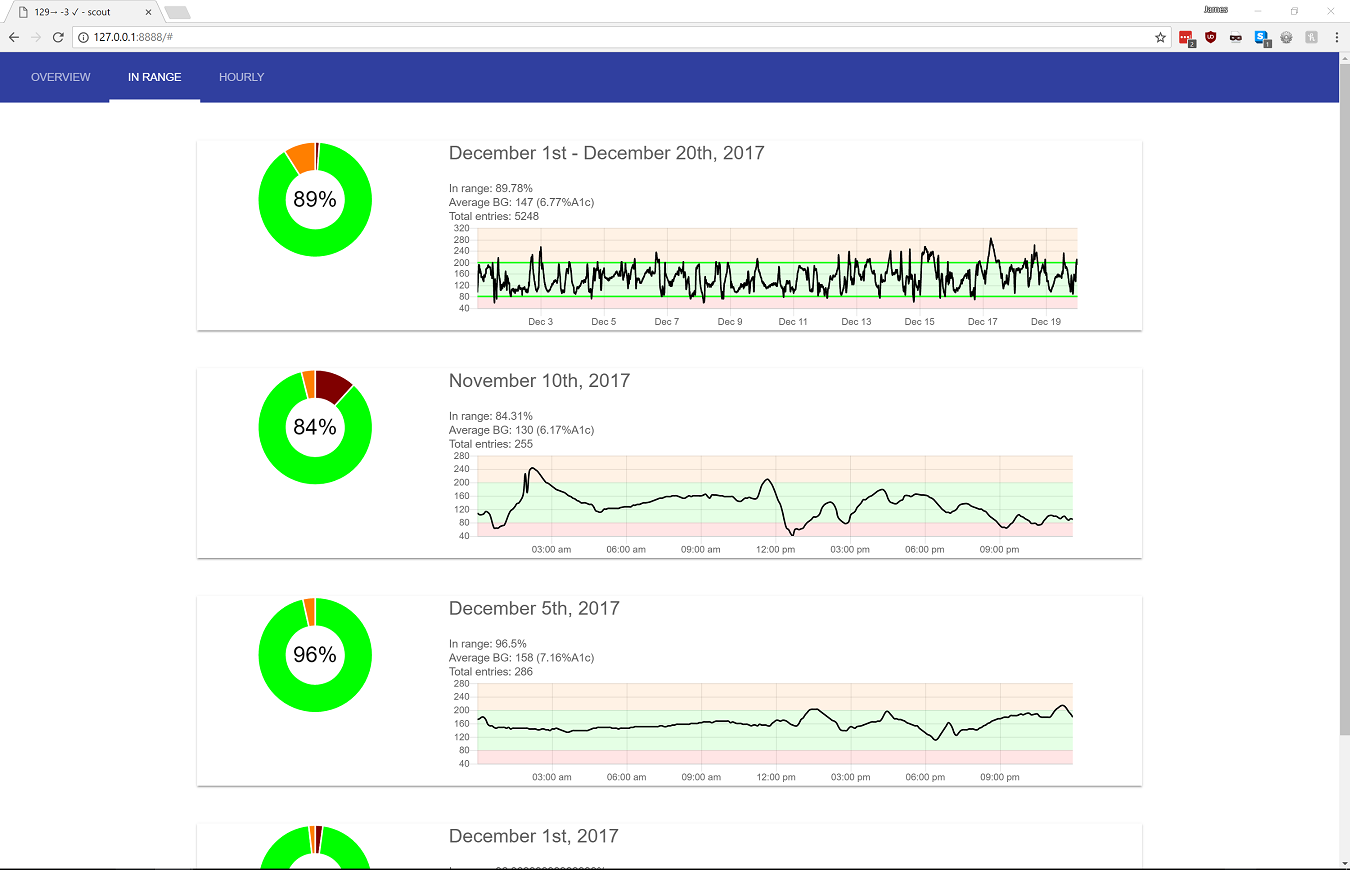 129→ -3 ✓ - scout
James
127.0.0.1:8888/#
2
1
OVERVIEW IN RANGE HOURLY
December 1st - December 20th, 2017
89%
In range: 89.78%
Average BG: 147 (6.77%A1c)
Total entries: 5248
320
280
240
200
160
120
80
40
Dec 3 Dec 5 Dec 7 Dec 9 Dec 11 Dec 13 Dec 15 Dec 17 Dec 19
November 10th, 2017
84%
In range: 84.31%
Average BG: 130 (6.17%A1c)
Total entries: 255
280
240
200
160
120
80
40
03:00 am 06:00 am 09:00 am 12:00 pm 03:00 pm 06:00 pm 09:00 pm
December 5th, 2017
96%
In range: 96.5%
Average BG: 158 (7.16%A1c)
Total entries: 286
280
240
200
160
120
80
40
03:00 am 06:00 am 09:00 am 12:00 pm 03:00 pm 06:00 pm 09:00 pm
December 1st, 2017